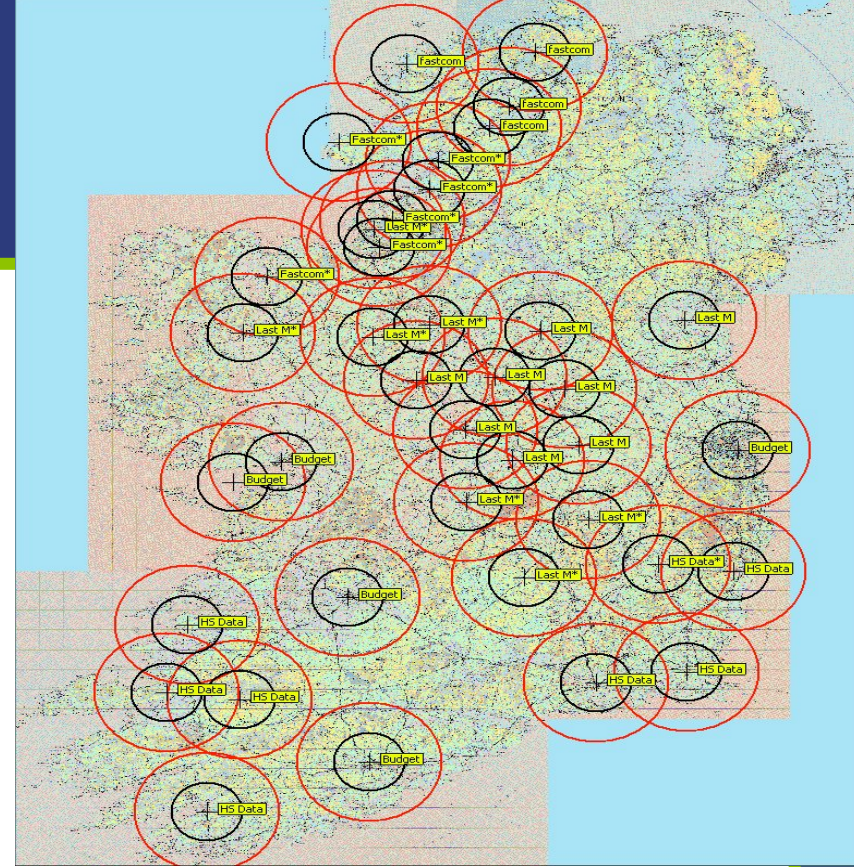 fastcom
fastcom
fastcom
fastcom
Fastcom*
Fastcom*
Fastcom*
Fastcom*
Last M*
Fastcom*
Fastcom*
Last M
Last M*
Last M
Last M*
Last M*
Last M
Last M
Last M
Last M
Last M
Last M
Budget
Budget
Budget
Last M*
Last M*
HS Data*
HS Data
Last M*
Budget
HS Data
HS Data
HS Data
HS Data
HS Data
Budget
HS Data